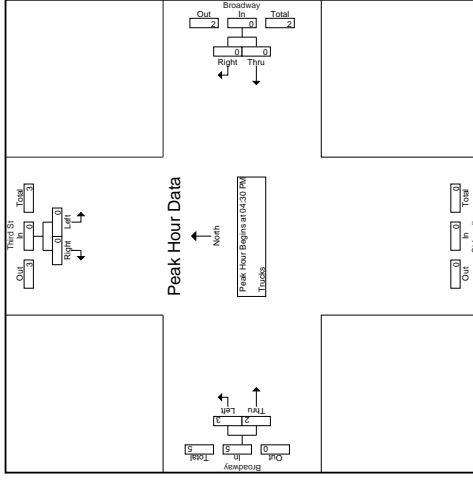 Broadway
Out In Total
2 0 2
0 0
Right Thru
Third St
Out In Total
3 0 3
0 0
Right Left
Peak Hour Data
North
Peak Hour Begins at 04:30 PM
Trucks
Out In Total
0 0 0
Left Thru
3 2
Total In Out
5 5 0
Broadway